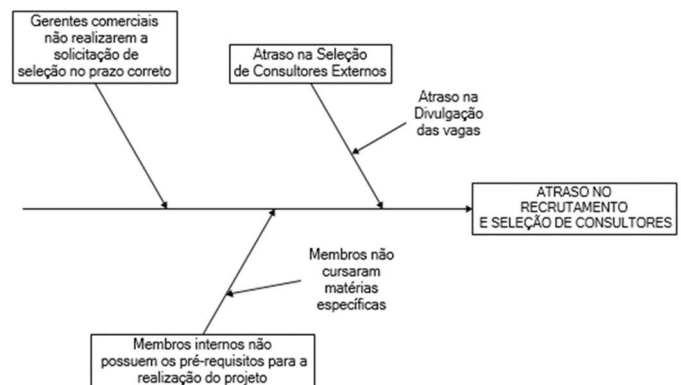 Gerentes comerciais
não realizarem a
solicitação de
seleção no prazo correto
Atraso na Seleção
de Consultores Externos
Atraso na
Divulgação
das vagas
ATRASO NO
RECRUTAMENTO
E SELEÇÃO DE CONSULTORES
Membros não
cursaram
matérias
específicas
Membros internos não
possuem os pré-requisitos para a
realização do projeto